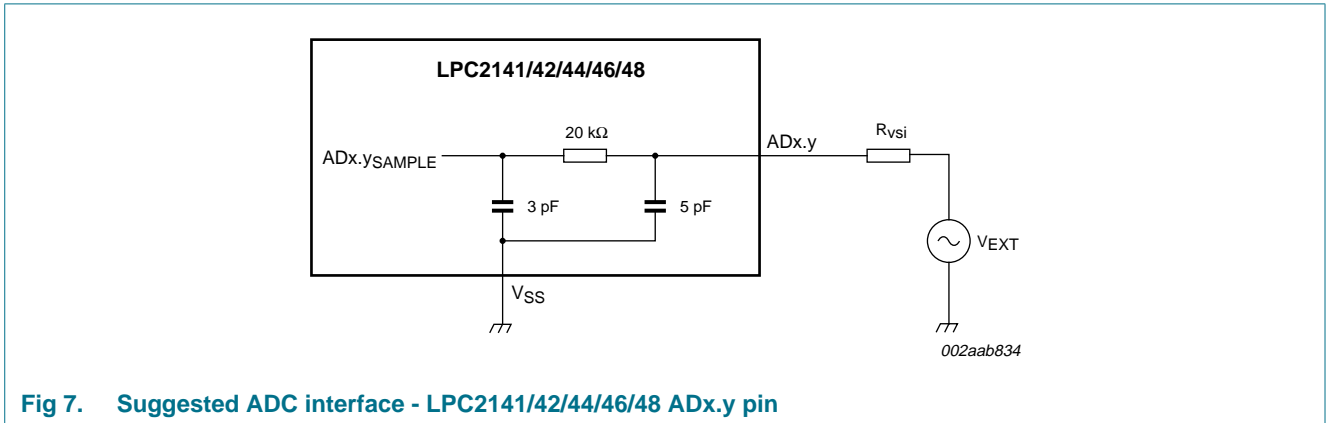 LPC2141/42/44/46/48
20 kΩ
ADx.y
Rvsi
ADx.ySAMPLE
3 pF
5 pF
VEXT
VSS
002aab834
Fig 7. Suggested ADC interface - LPC2141/42/44/46/48 ADx.y pin